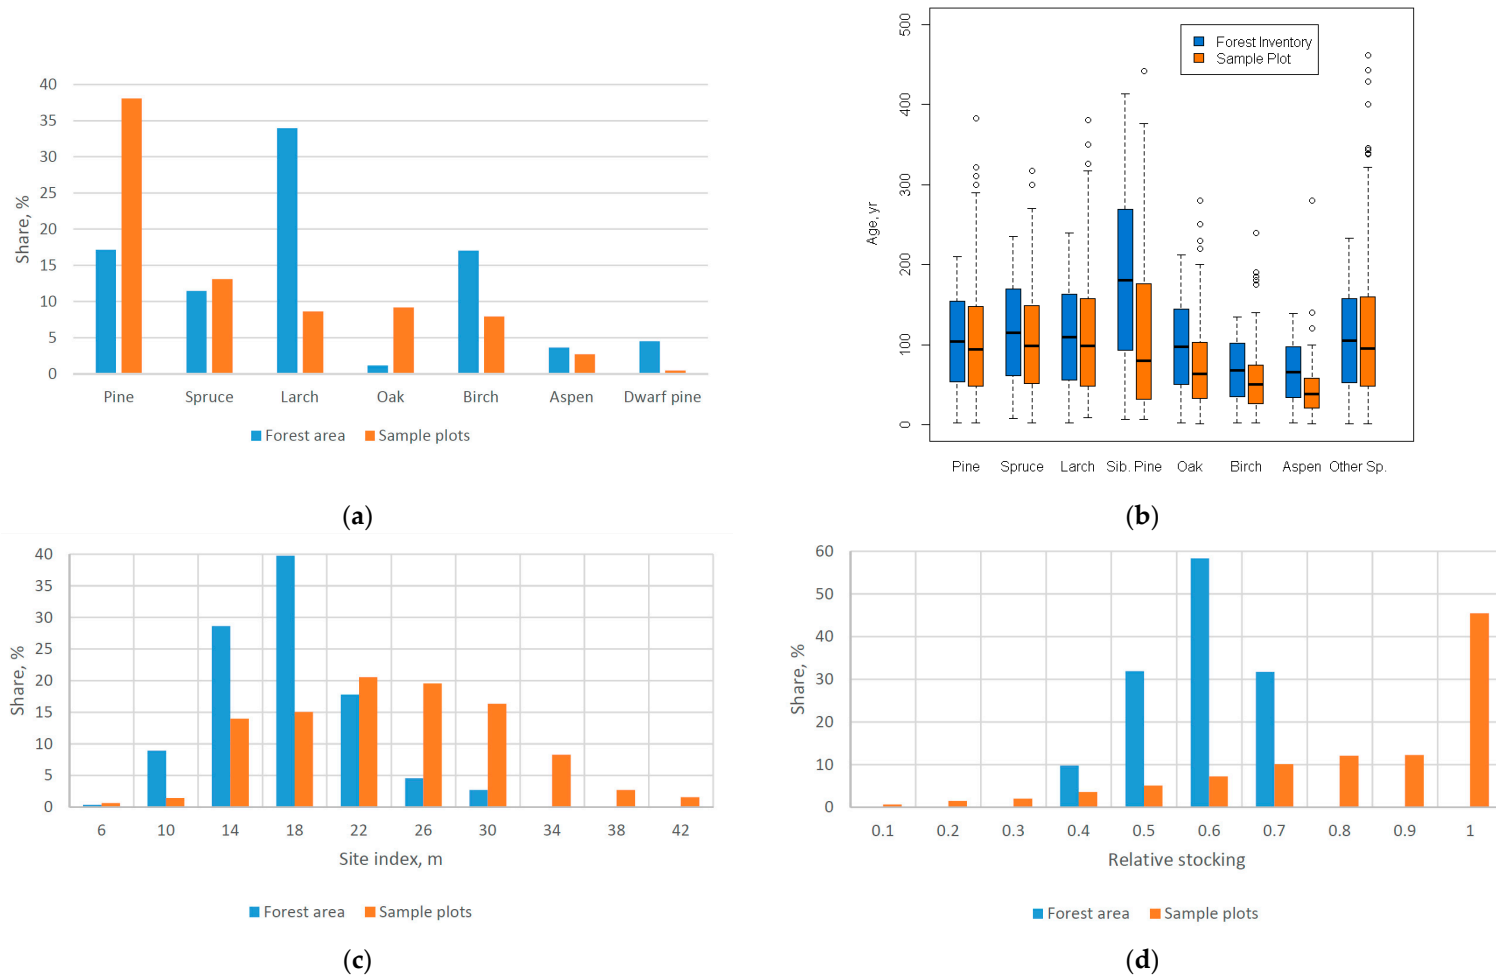 40
35
30
25
20
15
10
5
0
Share, %
Pine Spruce Larch Oak Birch Aspen Dwarf pine
Forest area Sample plots
(a)
500
400
300
200
100
0
Age, yr
Forest Inventory
Sample Plot
Pine Spruce Larch Sib. Pine Oak Birch Aspen Other Sp.
(b)
40
35
30
25
20
15
10
5
0
Share, %
6 10 14 18 22 26 30 34 38 42
Site index, m
Forest area Sample plots
(c)
60
50
40
30
20
10
0
Share, %
0.1 0.2 0.3 0.4 0.5 0.6 0.7 0.8 0.9 1
Relative stocking
Forest area Sample plots
(d)